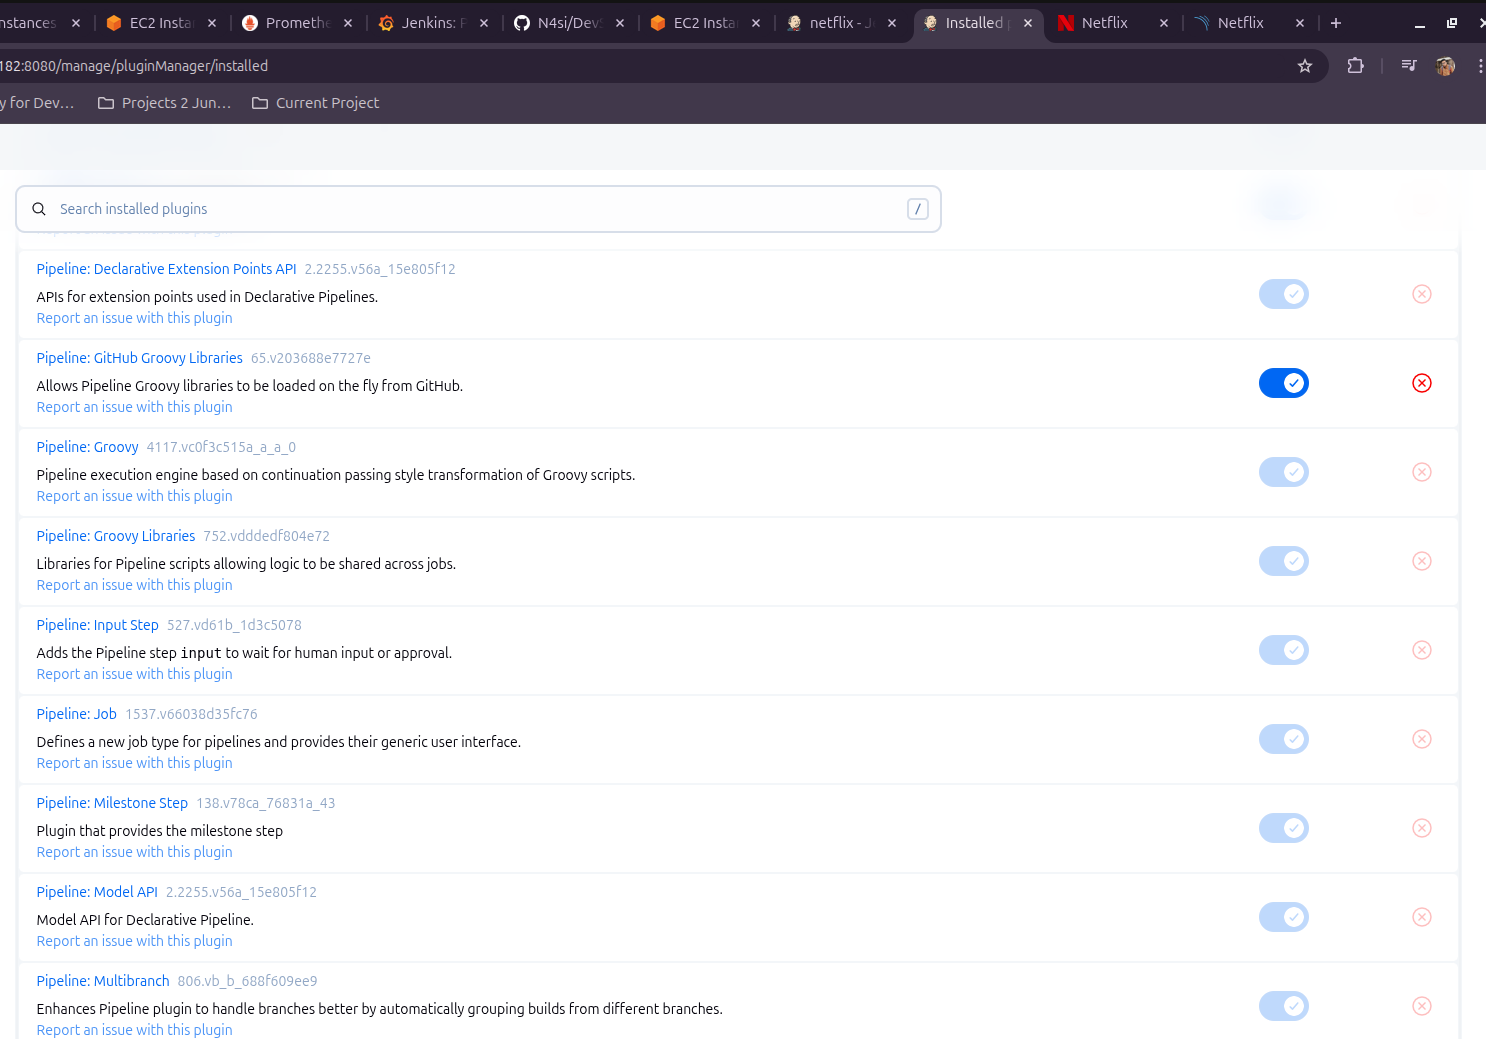 nstances
EC2 Insta
Promethe
Jenkins: P
N4si/DevS
EC2 Insta
netflix - J
Installed p
Netflix
Netflix
182:8080/manage/pluginManager/installed
y for Dev…
Projects 2 Jun…
Current Project
Search installed plugins
/
Pipeline: Declarative Extension Points API 2.2255.v56a_15e805f12
APIs for extension points used in Declarative Pipelines.
Report an issue with this plugin
Pipeline: GitHub Groovy Libraries 65.v203688e7727e
Allows Pipeline Groovy libraries to be loaded on the fly from GitHub.
Report an issue with this plugin
Pipeline: Groovy 4117.vc0f3c515a_a_a_0
Pipeline execution engine based on continuation passing style transformation of Groovy scripts.
Report an issue with this plugin
Pipeline: Groovy Libraries 752.vdddedf804e72
Libraries for Pipeline scripts allowing logic to be shared across jobs.
Report an issue with this plugin
Pipeline: Input Step 527.vd61b_1d3c5078
Adds the Pipeline step input to wait for human input or approval.
Report an issue with this plugin
Pipeline: Job 1537.v66038d35fc76
Defines a new job type for pipelines and provides their generic user interface.
Report an issue with this plugin
Pipeline: Milestone Step 138.v78ca_76831a_43
Plugin that provides the milestone step
Report an issue with this plugin
Pipeline: Model API 2.2255.v56a_15e805f12
Model API for Declarative Pipeline.
Report an issue with this plugin
Pipeline: Multibranch 806.vb_b_688f609ee9
Enhances Pipeline plugin to handle branches better by automatically grouping builds from different branches.
Report an issue with this plugin